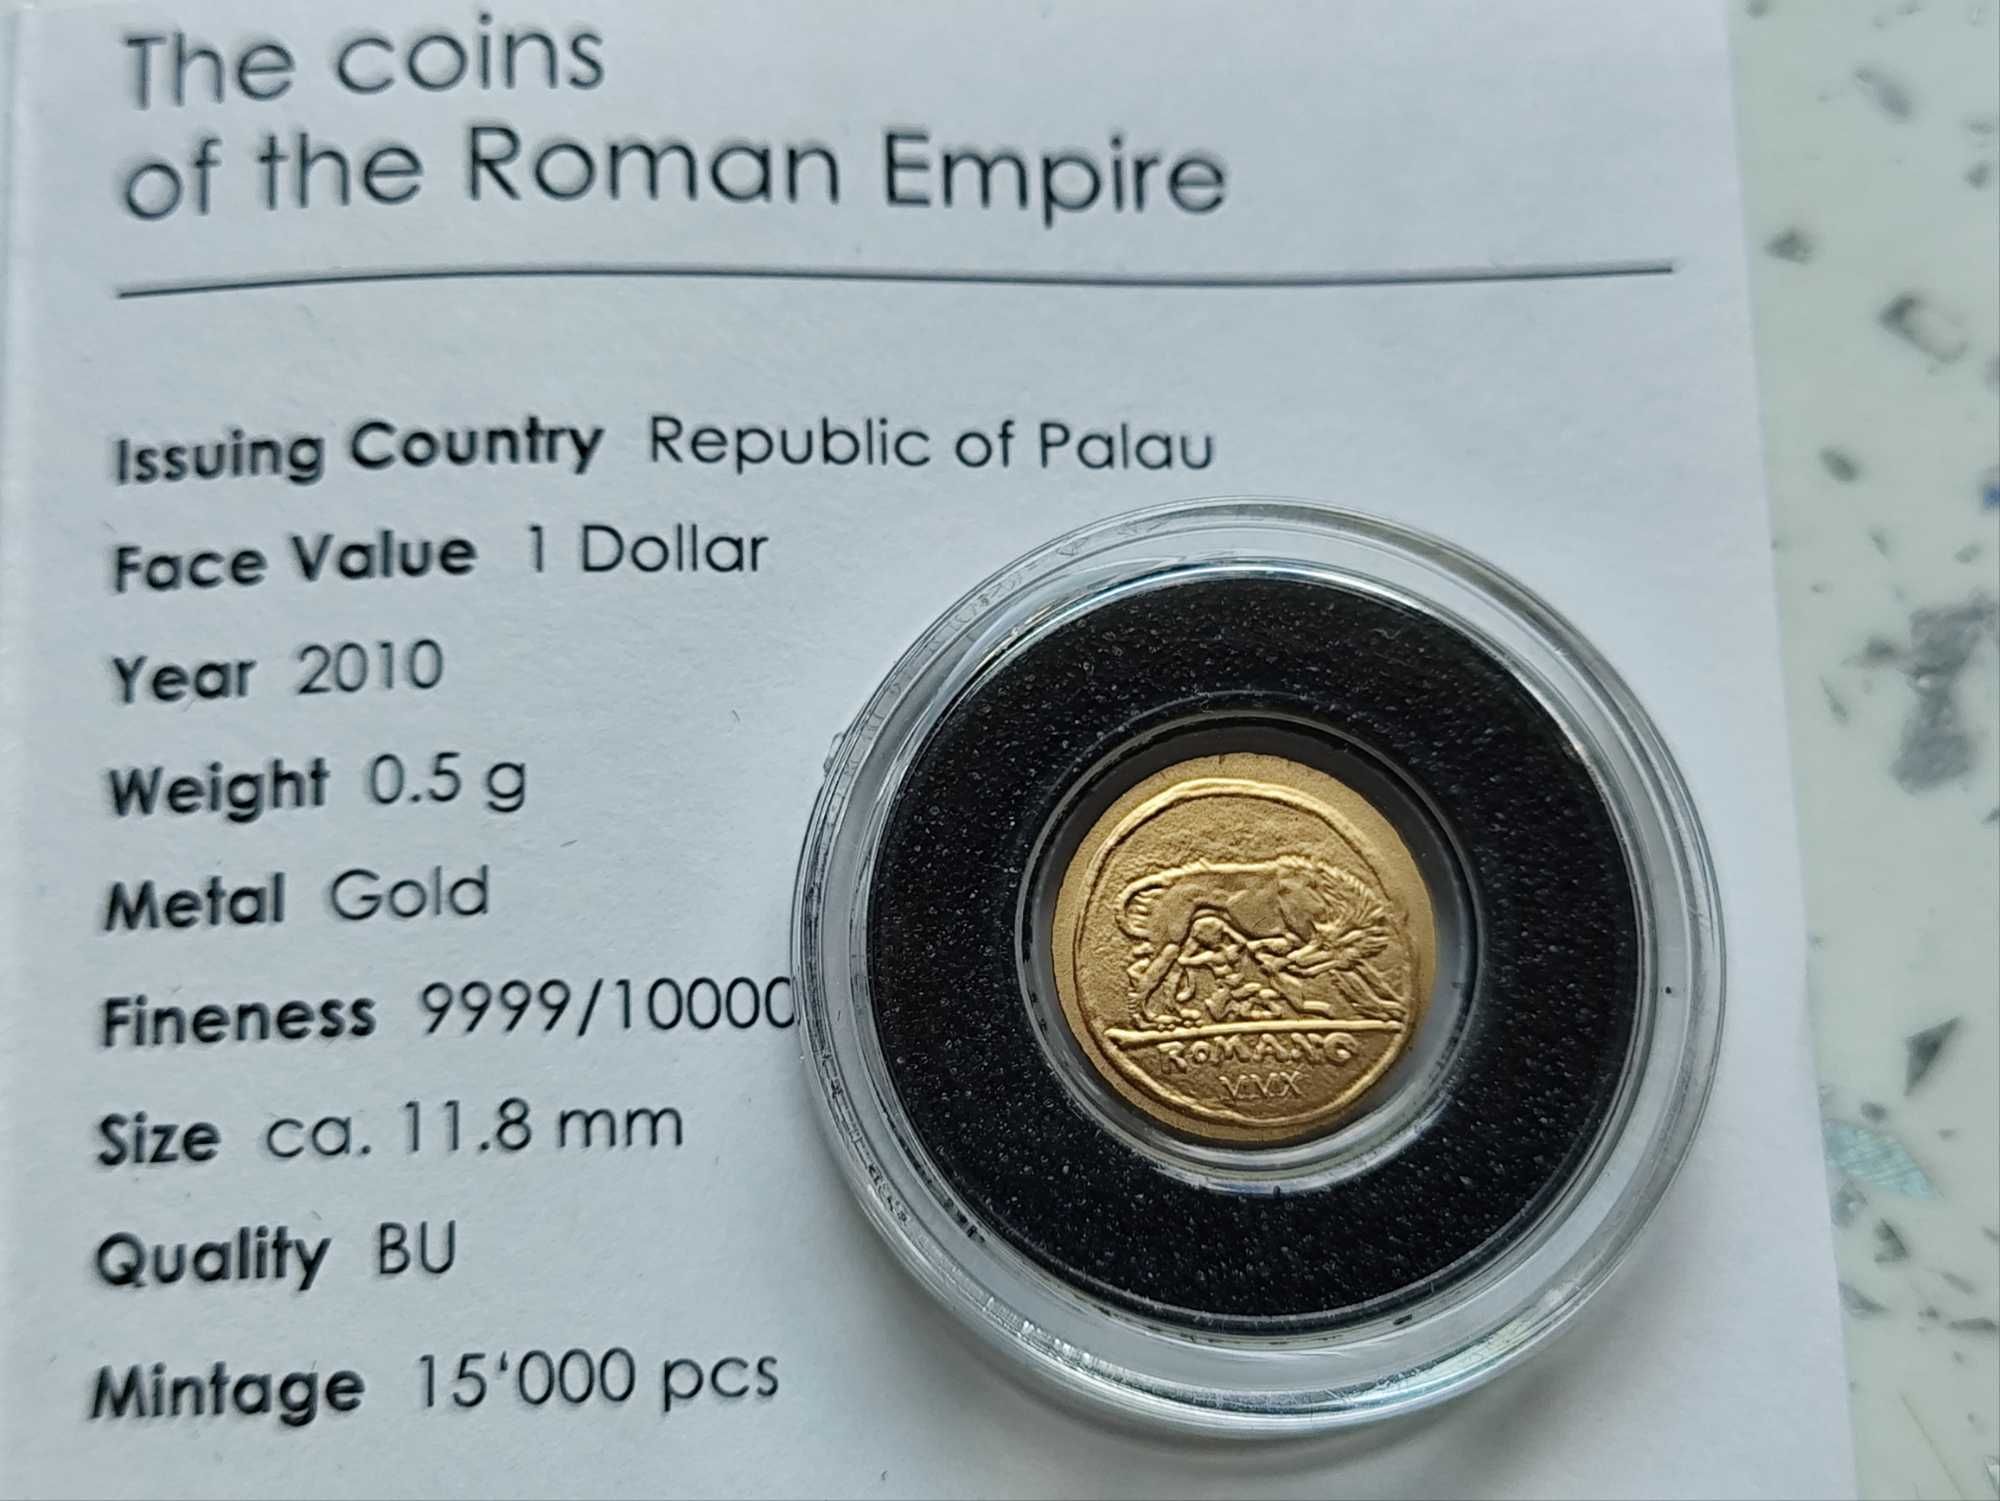 The coins
of the Roman Empire
Issuing Country Republic of Palau
Face Value 1 Dollar
Year 2010
Weight 0.5 g
Metal Gold
Fineness 9999/10000
Size ca. 11.8 mm
Quality BU
Mintage 15‘000 pcs
ROMANO
VVX